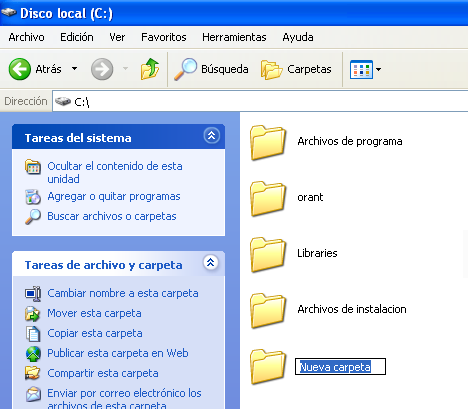 Disco local (C:)
Archivo Edición Ver Favoritos Herramientas Ayuda
Atrás Búsqueda Carpetas
Dirección C:\
Tareas del sistema
Ocultar el contenido de esta
unidad
Agregar o quitar programas
Buscar archivos o carpetas
Tareas de archivo y carpeta
Cambiar nombre a esta carpeta
Mover esta carpeta
Copiar esta carpeta
Publicar esta carpeta en Web
Compartir esta carpeta
Enviar por correo electrónico los
archivos de esta carpeta
Archivos de programa
orant
Libraries
Archivos de instalacion
Nueva carpeta